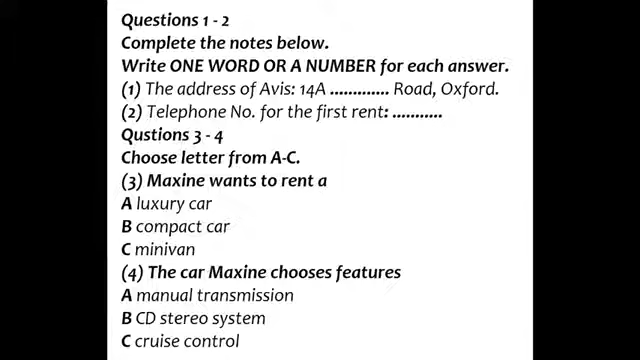 Questions 1 - 2
Complete the notes below.
Write ONE WORD OR A NUMBER for each answer.
(1) The address of Avis: 14A ............. Road, Oxford.
(2) Telephone No. for the first rent: ...........
Qustions 3 - 4
Choose letter from A-C.
(3) Maxine wants to rent a
A luxury car
B compact car
C minivan
(4) The car Maxine chooses features
A manual transmission
B CD stereo system
C cruise control